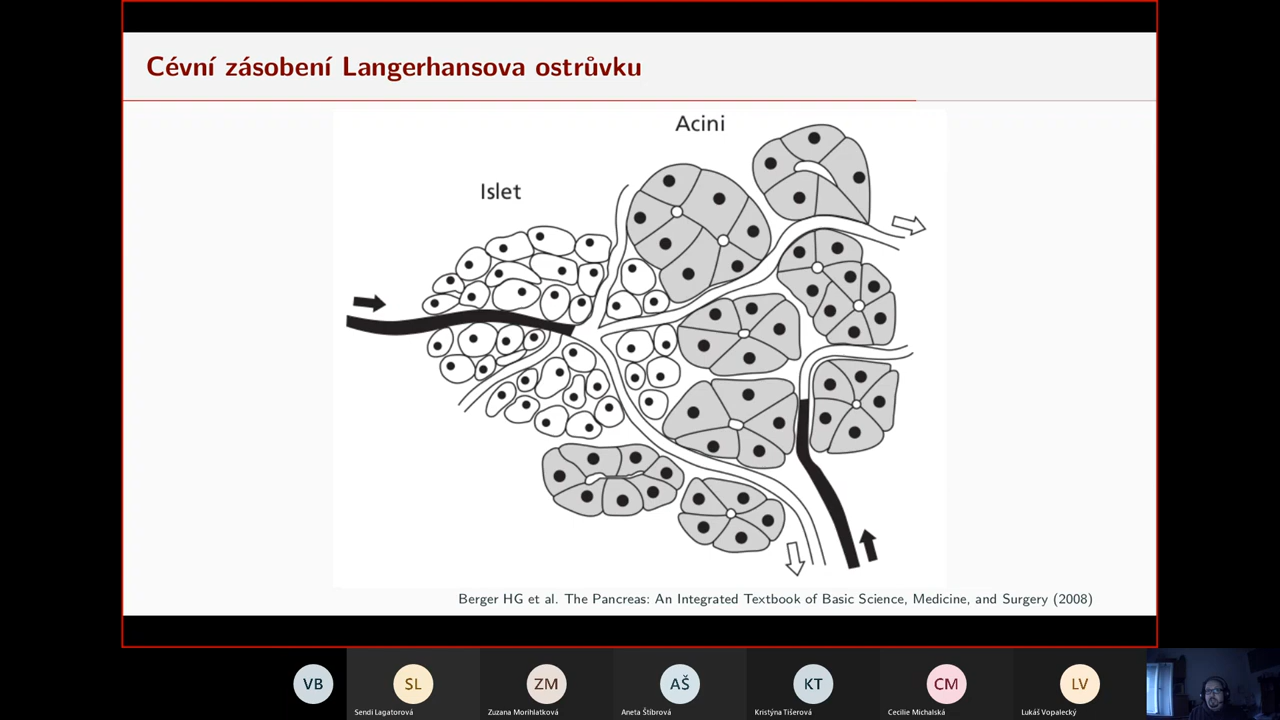 Cévní zásobení Langerhansova ostrůvku
Acini
Islet
Berger HG et al. The Pancreas: An Integrated Textbook of Basic Science, Medicine, and Surgery (2008)
VB
SL
ZM
AŠ
KT
CM
LV
Sendi Lagatorová
Zuzana Morihlatková
Aneta Štibrová
Kristýna Tišerová
Cecilie Michalská
Lukáš Vopalecký